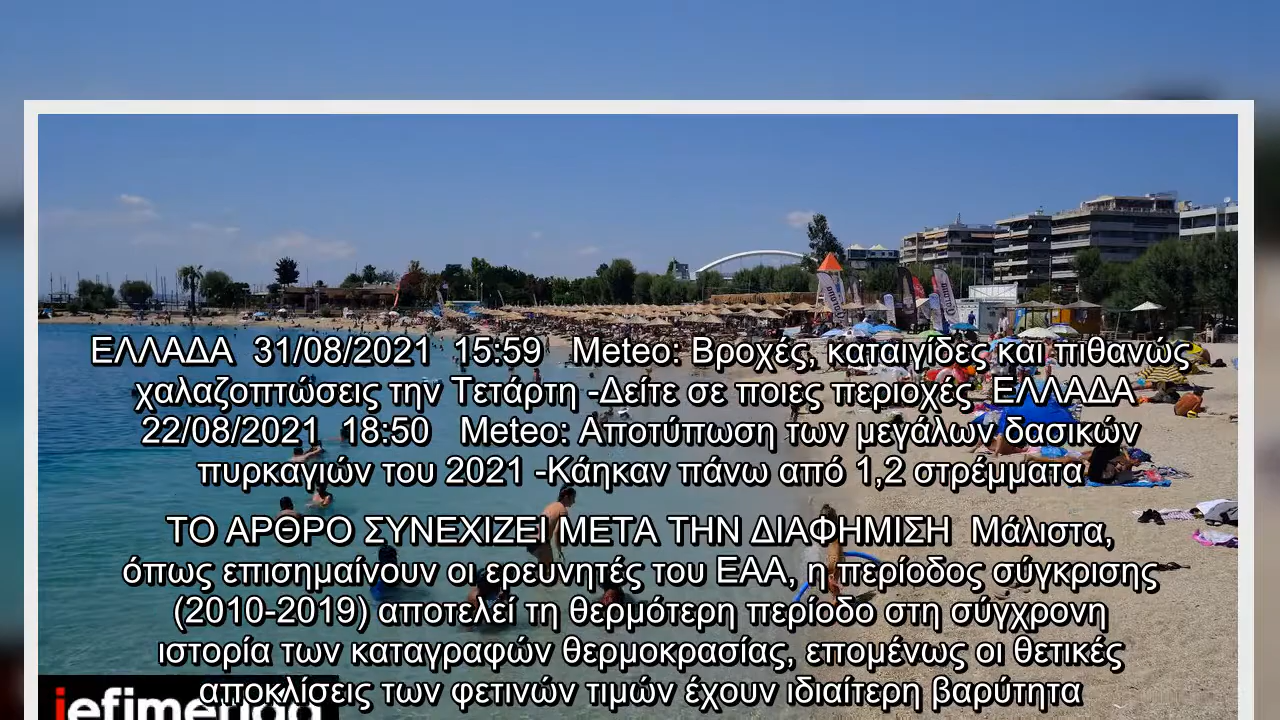 ΕΛΛΑΔΑ 31/08/2021 15:59 Meteo: Βροχές, καταιγίδες και πιθανώς
χαλαζοπτώσεις την Τετάρτη -Δείτε σε ποιες περιοχές ΕΛΛΑΔΑ
22/08/2021 18:50 Meteo: Αποτύπωση των μεγάλων δασικών
πυρκαγιών του 2021 -Κάηκαν πάνω από 1,2 στρέμματα
ΤΟ ΑΡΘΡΟ ΣΥΝΕΧΙΖΕΙ ΜΕΤΑ ΤΗΝ ΔΙΑΦΗΜΙΣΗ Μάλιστα,
όπως επισημαίνουν οι ερευνητές του ΕΑΑ, η περίοδος σύγκρισης
(2010-2019) αποτελεί τη θερμότερη περίοδο στη σύγχρονη
ιστορία των καταγραφών θερμοκρασίας, επομένως οι θετικές
αποκλίσεις των φετινών τιμών έχουν ιδιαίτερη βαρύτητα